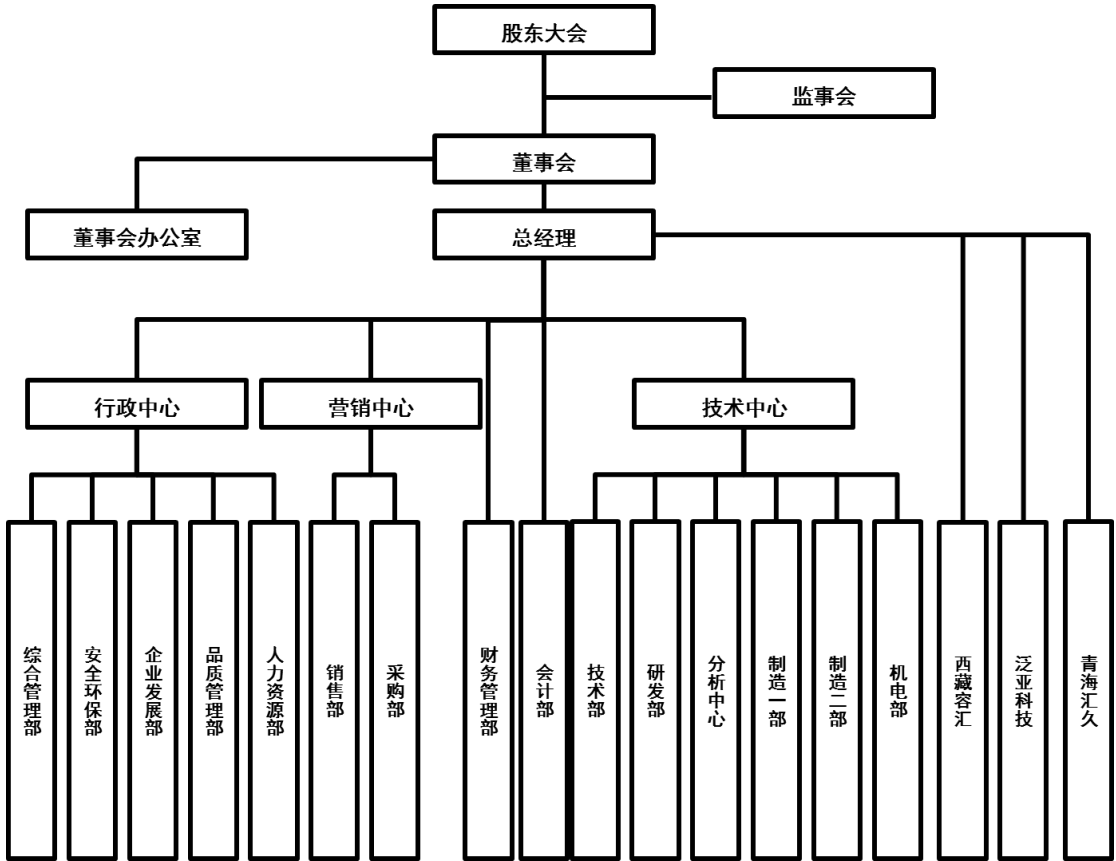 股东大会
监事会
董事会
董事会办公室
总经理
行政中心
营销中心
技术中心
综合管理部
安全环保部
企业发展部
品质管理部
人力资源部
销售部
采购部
财务管理部
会计部
技术部
研发部
分析中心
制造一部
制造二部
机电部
西藏容汇
泛亚科技
青海汇久